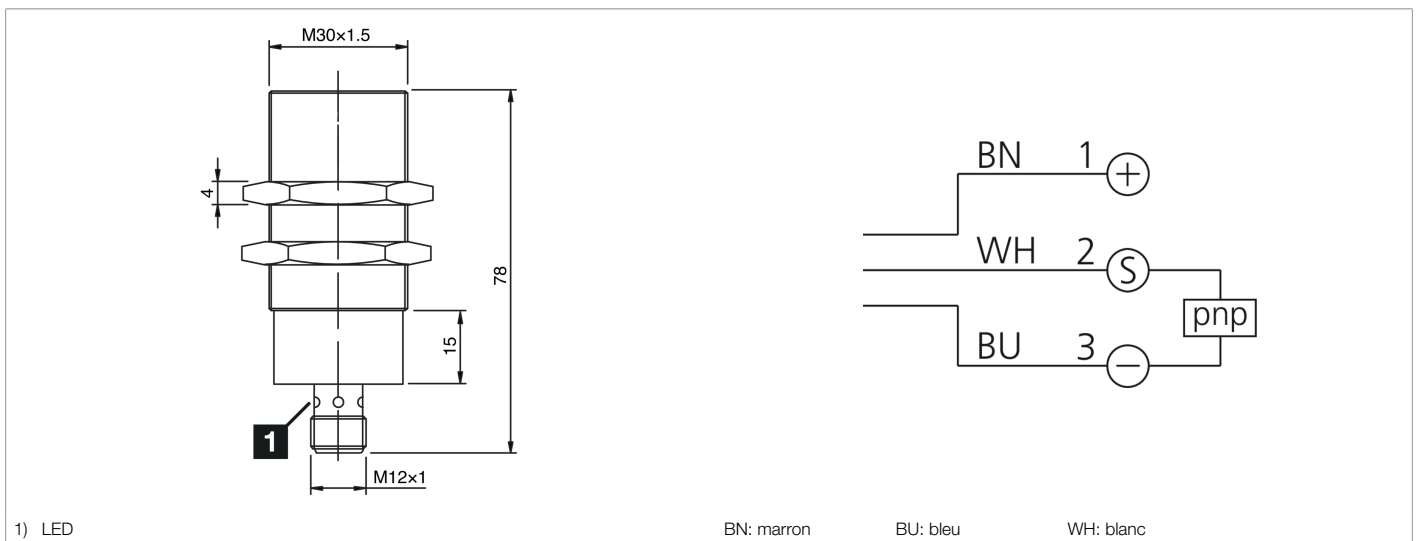 M30×1.5
4
78
15
1
M12×1
BN 1
+
WH 2
S
pnp
BU 3
−
1) LED
BN: marron BU: bleu WH: blanc